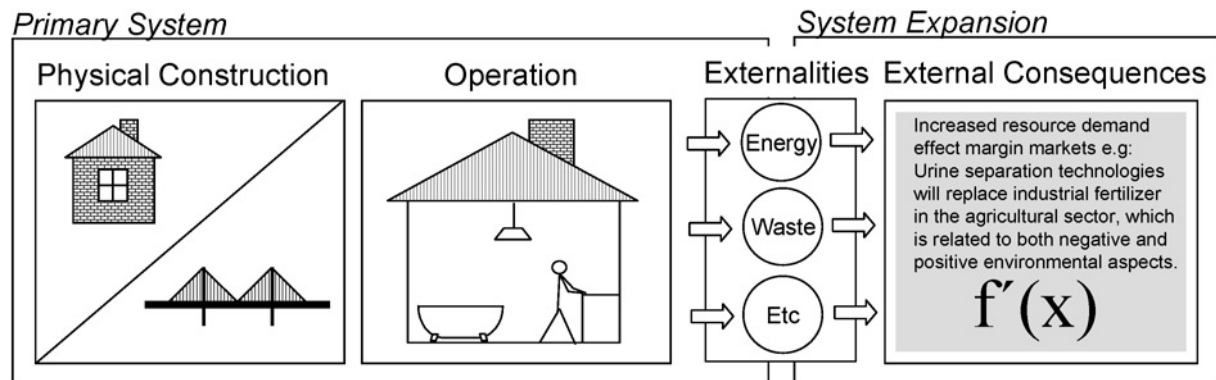 Primary System
System Expansion
Physical Construction
Operation
Externalities
External Consequences
Energy
Waste
Etc
Increased resource demand
effect margin markets e.g:
Urine separation technologies
will replace industrial fertilizer
in the agricultural sector, which
is related to both negative and
positive environmental aspects.
f´(x)